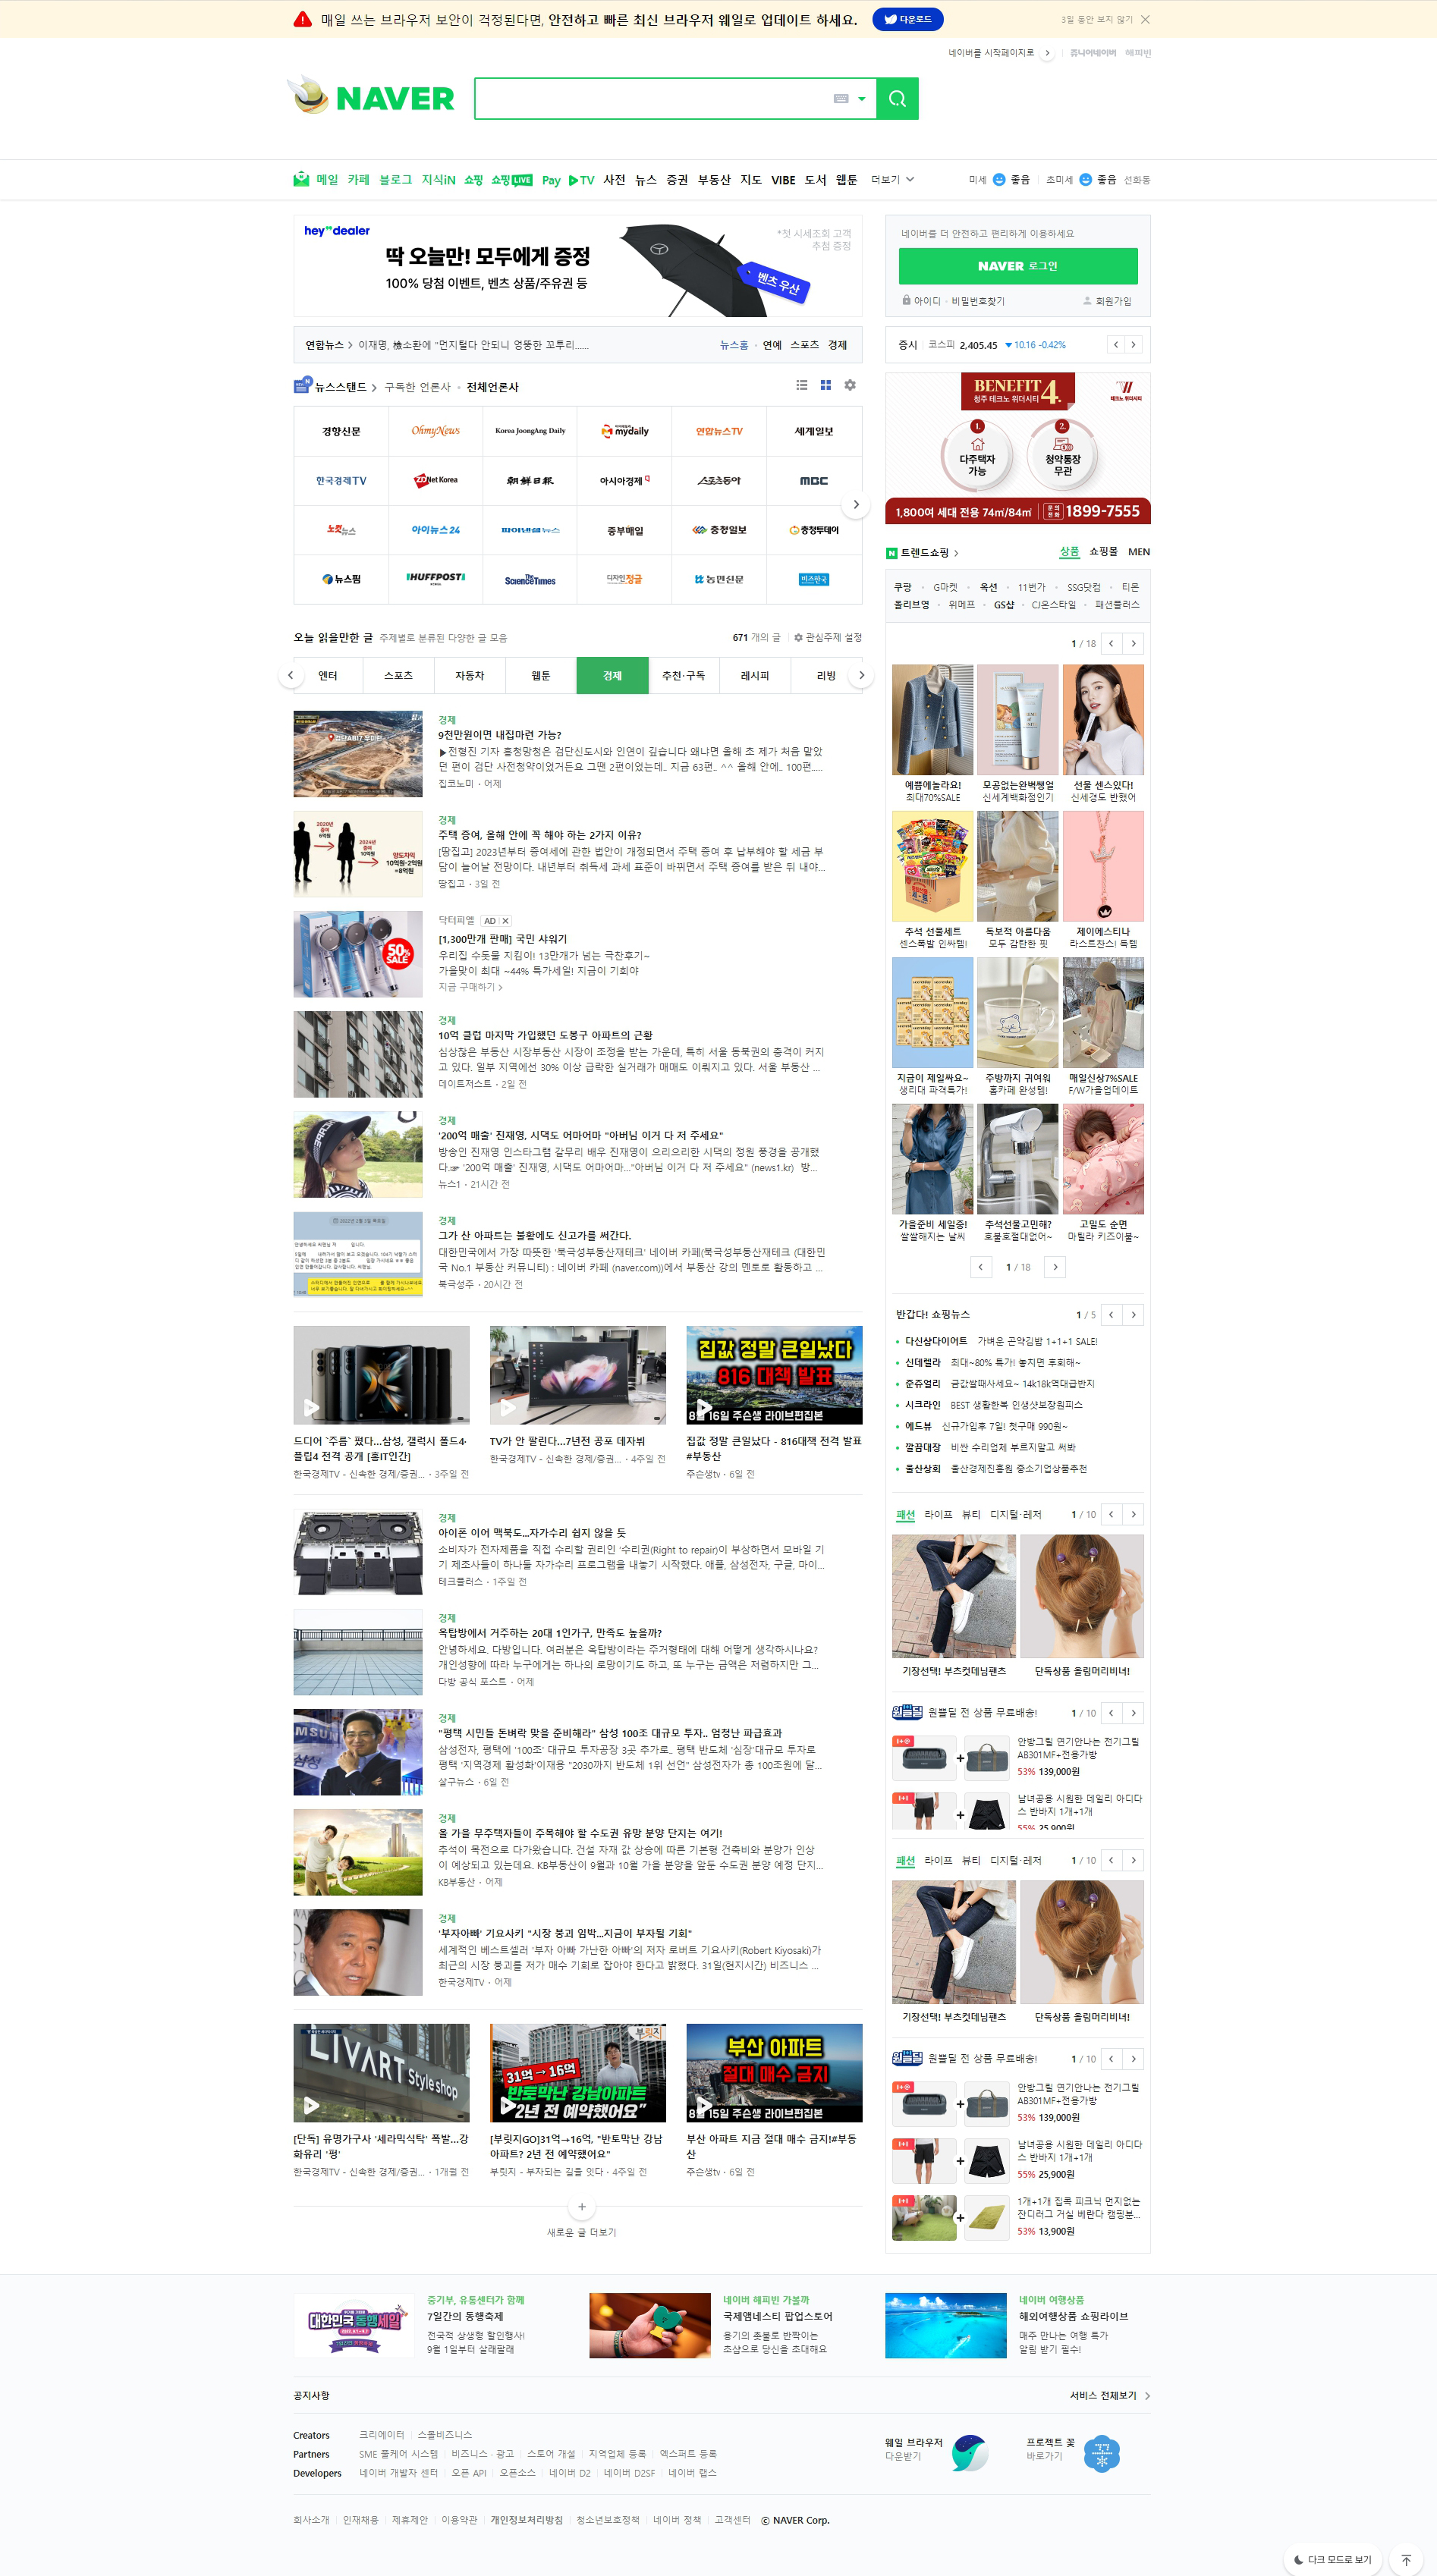 매일 쓰는 브라우저 보안이 걱정된다면, 안전하고 빠른 최신 브라우저 웨일로 업데이트 하세요. 다운로드 3일 동안 보지 않기
네이버를 시작페이지로 쥬니어네이버 해피빈
NAVER
메일 카페 블로그 지식iN 쇼핑 쇼핑LIVE Pay TV 사전 뉴스 증권 부동산 지도 VIBE 도서 웹툰 더보기 미세 좋음 초미세 좋음 선화동
hey dealer
딱 오늘만! 모두에게 증정
100% 당첨 이벤트, 벤츠 상품/주유권 등
벤츠 우산
*첫 시세조회 고객
추첨 증정
네이버를 더 안전하고 편리하게 이용하세요
NAVER 로그인
아이디 · 비밀번호찾기 회원가입
연합뉴스 이재명, 檢소환에 "먼지털다 안되니 엉뚱한 꼬투리……
뉴스홈 · 연예 스포츠 경제
증시 코스피 2,405.45 ▼10.16 -0.42%
뉴스스탠드 구독한 언론사 · 전체언론사
경향신문 OhmyNews Korea JoongAng Daily mydaily 연합뉴스TV 세계일보
한국경제TV ZDNet Korea 朝鮮日報 아시아경제 스포츠동아 MBC
노컷뉴스 아이뉴스24 파이낸셜뉴스 중부매일 충청일보 충청투데이
뉴스핌 HUFFPOST The ScienceTimes 디자인정글 농민신문 비즈한국
BENEFIT 4.
청주 테크노 위더시티
테크노 위더시티
1. 다주택자 가능
2. 청약통장 무관
1,800여 세대 전용 74㎡/84㎡ 문의전화 1899-7555
트렌드쇼핑 상품 쇼핑몰 MEN
쿠팡 · G마켓 · 옥션 · 11번가 · SSG닷컴 · 티몬
올리브영 · 위메프 · GS샵 · CJ온스타일 · 패션플러스
1 / 18
예쁨에놀라요! 모공없는완벽쌩얼 선물 센스있다!
최대70%SALE 신세계백화점인기 신세경도 반했어
추석 선물세트 독보적 아름다움 제이에스티나
센스폭발 인싸템! 모두 감탄한 핏 라스트찬스! 득템
지금이 제일싸요~ 주방까지 귀여워 매일신상7%SALE
생리대 파격특가! 홈카페 완성템! F/W가을업데이트
가을준비 세일중! 추석선물고민해? 고밀도 순면
쌀쌀해지는 날씨 호불호절대없어~ 마틸라 키즈이불~
1 / 18
반갑다! 쇼핑뉴스 1 / 5
다신샵다이어트 가벼운 곤약김밥 1+1+1 SALE!
신데렐라 최대~80% 특가! 놓치면 후회해~
준쥬얼리 금값쌀때사세요~ 14k18k역대급반지
시크라인 BEST 생활한복 인생샷보장원피스
에드뷰 신규가입후 7일! 첫구매 990원~
깔끔대장 비싼 수리업체 부르지말고 써봐
울산상회 울산경제진흥원 중소기업상품추천
패션 라이프 뷰티 디지털·레저 1 / 10
기장선택! 부츠컷데님팬츠 단독상품 올림머리비녀!
원쁠딜 원쁠딜 전 상품 무료배송! 1 / 10
1+@
안방그릴 연기안나는 전기그릴
AB301MF+전용가방
53% 139,000원
1+1
남녀공용 시원한 데일리 아디다
스 반바지 1개+1개
55% 25,900원
패션 라이프 뷰티 디지털·레저 1 / 10
기장선택! 부츠컷데님팬츠 단독상품 올림머리비녀!
원쁠딜 원쁠딜 전 상품 무료배송! 1 / 10
1+@
안방그릴 연기안나는 전기그릴
AB301MF+전용가방
53% 139,000원
1+1
남녀공용 시원한 데일리 아디다
스 반바지 1개+1개
55% 25,900원
1+1
1개+1개 집콕 피크닉 먼지없는
잔디러그 거실 베란다 캠핑분...
53% 13,900원
오늘 읽을만한 글 주제별로 분류된 다양한 글 모음 671 개의 글 관심주제 설정
엔터 스포츠 자동차 웹툰 경제 추천·구독 레시피 리빙
검단AB17 우미린
경제
9천만원이면 내집마련 가능?
▶전형진 기자 흥청망청은 검단신도시와 인연이 깊습니다 왜냐면 올해 초 제가 처음 맡았
던 편이 검단 사전청약이었거든요 그땐 2편이었는데.. 지금 63편.. ^^ 올해 안에.. 100편.....
집코노미 · 어제
2020년 증여 6억원
2024년 증여 10억원
양도차익 10억원-2억원 =8억원
경제
주택 증여, 올해 안에 꼭 해야 하는 2가지 이유?
[땅집고] 2023년부터 증여세에 관한 법안이 개정되면서 주택 증여 후 납부해야 할 세금 부
담이 늘어날 전망이다. 내년부터 취득세 과세 표준이 바뀌면서 주택 증여를 받은 뒤 내야...
땅집고 · 3일 전
50% SALE
닥터피엘 AD
[1,300만개 판매] 국민 샤워기
우리집 수돗물 지킴이! 13만개가 넘는 극찬후기~
가을맞이 최대 ~44% 특가세일! 지금이 기회야
지금 구매하기
경제
10억 클럽 마지막 가입했던 도봉구 아파트의 근황
심상찮은 부동산 시장부동산 시장이 조정을 받는 가운데, 특히 서울 동북권의 충격이 커지
고 있다. 일부 지역에선 30% 이상 급락한 실거래가 매매도 이뤄지고 있다. 서울 부동산 ...
데이트저스트 · 2일 전
경제
'200억 매출' 진재영, 시댁도 어마어마 "아버님 이거 다 저 주세요"
방송인 진재영 인스타그램 갈무리 배우 진재영이 으리으리한 시댁의 정원 풍경을 공개했
다.☞ '200억 매출' 진재영, 시댁도 어마어마..."아버님 이거 다 저 주세요" (news1.kr) 방...
뉴스1 · 21시간 전
2022년 2월 3일 목요일
경제
그가 산 아파트는 불황에도 신고가를 써간다.
대한민국에서 가장 따뜻한 '북극성부동산재테크' 네이버 카페(북극성부동산재테크 (대한민
국 No.1 부동산 커뮤니티) : 네이버 카페 (naver.com))에서 부동산 강의 멘토로 활동하고 ...
북극성주 · 20시간 전
집값 정말 큰일났다
816 대책 발표
8월 16일 주슨생 라이브편집본
드디어 `주름` 폈다...삼성, 갤럭시 폴드4·
플립4 전격 공개 [홍IT인간]
한국경제TV - 신속한 경제/증권... · 3주일 전
TV가 안 팔린다...7년전 공포 데자뷔
한국경제TV - 신속한 경제/증권... · 4주일 전
집값 정말 큰일났다 - 816대책 전격 발표
#부동산
주슨생tv · 6일 전
경제
아이폰 이어 맥북도...자가수리 쉽지 않을 듯
소비자가 전자제품을 직접 수리할 권리인 '수리권(Right to repair)이 부상하면서 모바일 기
기 제조사들이 하나둘 자가수리 프로그램을 내놓기 시작했다. 애플, 삼성전자, 구글, 마이...
테크플러스 · 1주일 전
경제
옥탑방에서 거주하는 20대 1인가구, 만족도 높을까?
안녕하세요. 다방입니다. 여러분은 옥탑방이라는 주거형태에 대해 어떻게 생각하시나요?
개인성향에 따라 누구에게는 하나의 로망이기도 하고, 또 누구는 금액은 저렴하지만 그...
다방 공식 포스트 · 어제
경제
"평택 시민들 돈벼락 맞을 준비해라" 삼성 100조 대규모 투자.. 엄청난 파급효과
삼성전자, 평택에 '100조' 대규모 투자공장 3곳 추가로.. 평택 반도체 '심장'대규모 투자로
평택 '지역경제 활성화'이재용 "2030까지 반도체 1위 선언" 삼성전자가 총 100조원에 달...
살구뉴스 · 6일 전
경제
올 가을 무주택자들이 주목해야 할 수도권 유망 분양 단지는 여기!
추석이 목전으로 다가왔습니다. 건설 자재 값 상승에 따른 기본형 건축비와 분양가 인상
이 예상되고 있는데요. KB부동산이 9월과 10월 가을 분양을 앞둔 수도권 분양 예정 단지...
KB부동산 · 어제
경제
'부자아빠' 기요사키 "시장 붕괴 임박...지금이 부자될 기회"
세계적인 베스트셀러 '부자 아빠 가난한 아빠'의 저자 로버트 기요사키(Robert Kiyosaki)가
최근의 시장 붕괴를 저가 매수 기회로 잡아야 한다고 밝혔다. 31일(현지시간) 비즈니스 ...
한국경제TV · 어제
LIVART Style shop
부릿지
31억→16억
반토막난 강남아파트
"2년 전 예약했어요"
부산 아파트
절대 매수 금지
8월 15일 주슨생 라이브편집본
[단독] 유명가구사 '세라믹식탁' 폭발...강
화유리 '펑'
한국경제TV - 신속한 경제/증권... · 1개월 전
[부릿지GO]31억→16억, "반토막난 강남
아파트? 2년 전 예약했어요"
부릿지 - 부자되는 길을 잇다 · 4주일 전
부산 아파트 지금 절대 매수 금지!#부동
산
주슨생tv · 6일 전
새로운 글 더보기
대한민국 동행세일
중기부, 유통센터가 함께
7일간의 동행축제
전국적 상생형 할인행사!
9월 1일부터 살래팔래
네이버 해피빈 가볼까
국제앰네스티 팝업스토어
용기의 촛불로 반짝이는
초샵으로 당신을 초대해요
네이버 여행상품
해외여행상품 쇼핑라이브
매주 만나는 여행 특가
알림 받기 필수!
공지사항 서비스 전체보기
Creators 크리에이터 스몰비즈니스
Partners SME 풀케어 시스템 비즈니스 · 광고 스토어 개설 지역업체 등록 엑스퍼트 등록
Developers 네이버 개발자 센터 오픈 API 오픈소스 네이버 D2 네이버 D2SF 네이버 랩스
웨일 브라우저
다운받기
프로젝트 꽃
바로가기
회사소개 인재채용 제휴제안 이용약관 개인정보처리방침 청소년보호정책 네이버 정책 고객센터 © NAVER Corp.
다크 모드로 보기